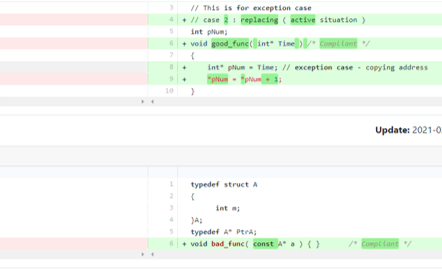 3 // This is for exception case
4 + // case 2 : replacing ( active situation )
5 int pNum;
6 + void good_func( int* Time ) /* Compliant */
7 {
8 + int* pNum = Time; // exception case - copying address
9 + *pNum = *pNum + 1;
10 }
Update: 2021-0
1 typedef struct A
2 {
3 int m;
4 }A;
5 typedef A* PtrA;
6 + void bad_func( const A* a ) { } /* Compliant */